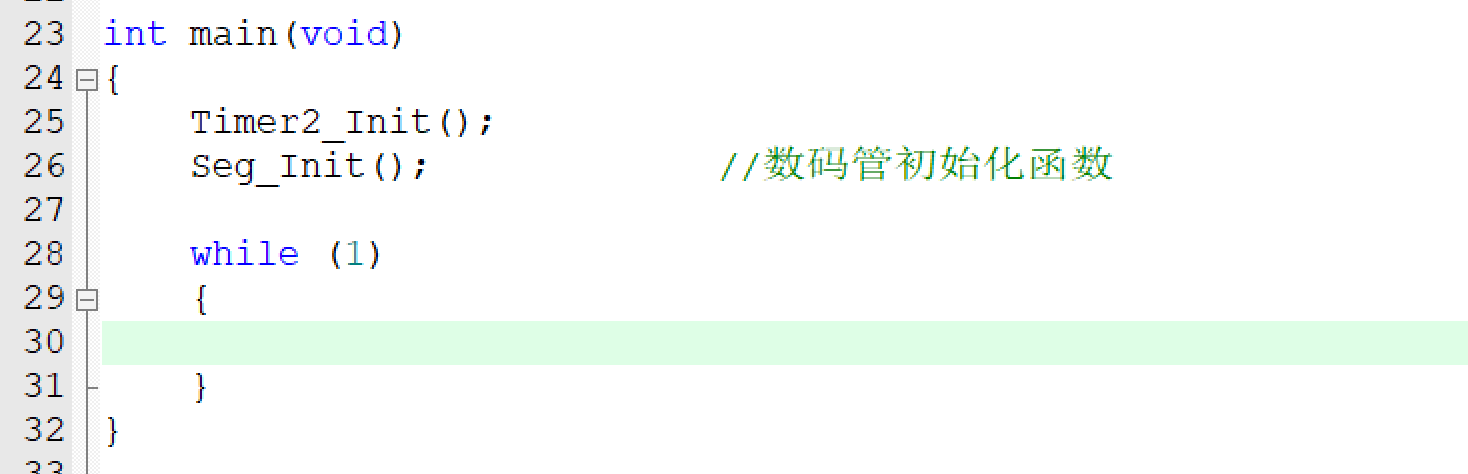 23 int main(void)
24 {
25 Timer2_Init();
26 Seg_Init(); //数码管初始化函数
27
28 while (1)
29 {
30
31 }
32 }
33